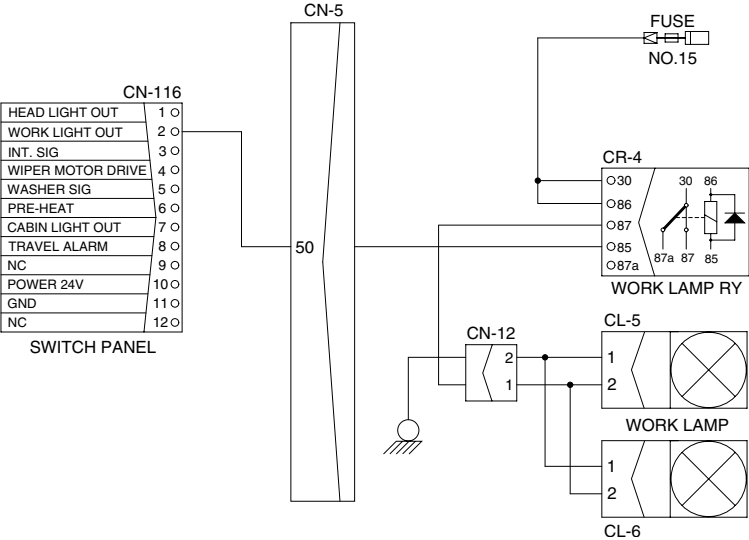 CN-5
FUSE
NO.15
CN-116
HEAD LIGHT OUT 1
WORK LIGHT OUT 2
INT. SIG 3
WIPER MOTOR DRIVE 4
WASHER SIG 5
PRE-HEAT 6
CABIN LIGHT OUT 7
TRAVEL ALARM 8
NC 9
POWER 24V 10
GND 11
NC 12
SWITCH PANEL
50
CR-4
30
86
87
85
87a
30 86
87a 87 85
WORK LAMP RY
CN-12
2
1
CL-5
1
2
WORK LAMP
1
2
CL-6